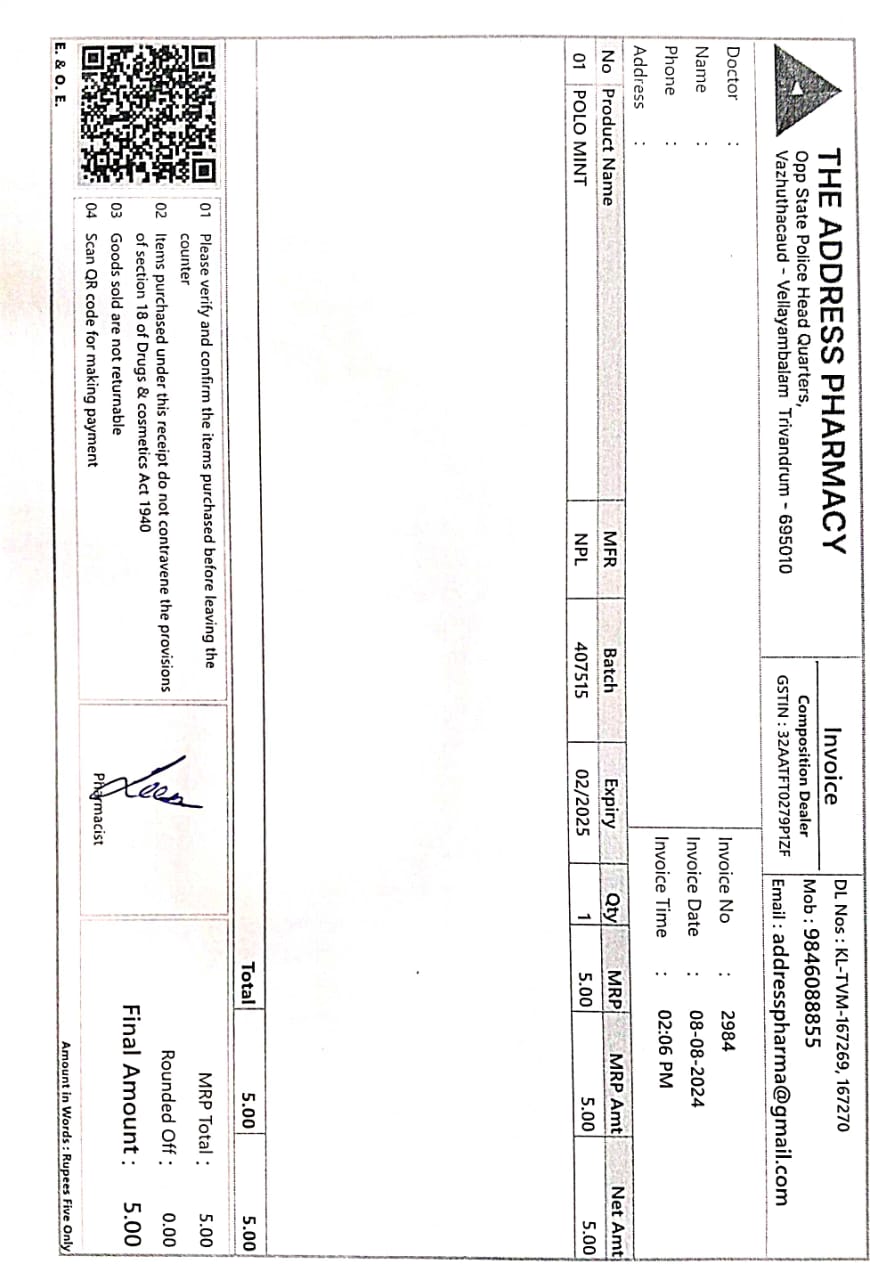 THE ADDRESS PHARMACY
Opp State Police Head Quarters,
Vazhuthacaud - Vellayambalam Trivandrum - 695010
Invoice
Composition Dealer
GSTIN : 32AATFT0279P1ZF
DL Nos : KL-TVM-167269, 167270
Mob : 9846088855
Email : addresspharma@gmail.com
Doctor :
Name :
Phone :
Address :
Invoice No : 2984
Invoice Date : 08-08-2024
Invoice Time : 02:06 PM
No Product Name MFR Batch Expiry Qty MRP MRP Amt Net Amt
01 POLO MINT NPL 407515 02/2025 1 5.00 5.00 5.00
Total 5.00 5.00
01 Please verify and confirm the items purchased before leaving the
counter
02 Items purchased under this receipt do not contravene the provisions
of section 18 of Drugs & cosmetics Act 1940
03 Goods sold are not returnable
04 Scan QR code for making payment
Pharmacist
MRP Total : 5.00
Rounded Off : 0.00
Final Amount : 5.00
E. & O. E.
Amount in Words : Rupees Five Only